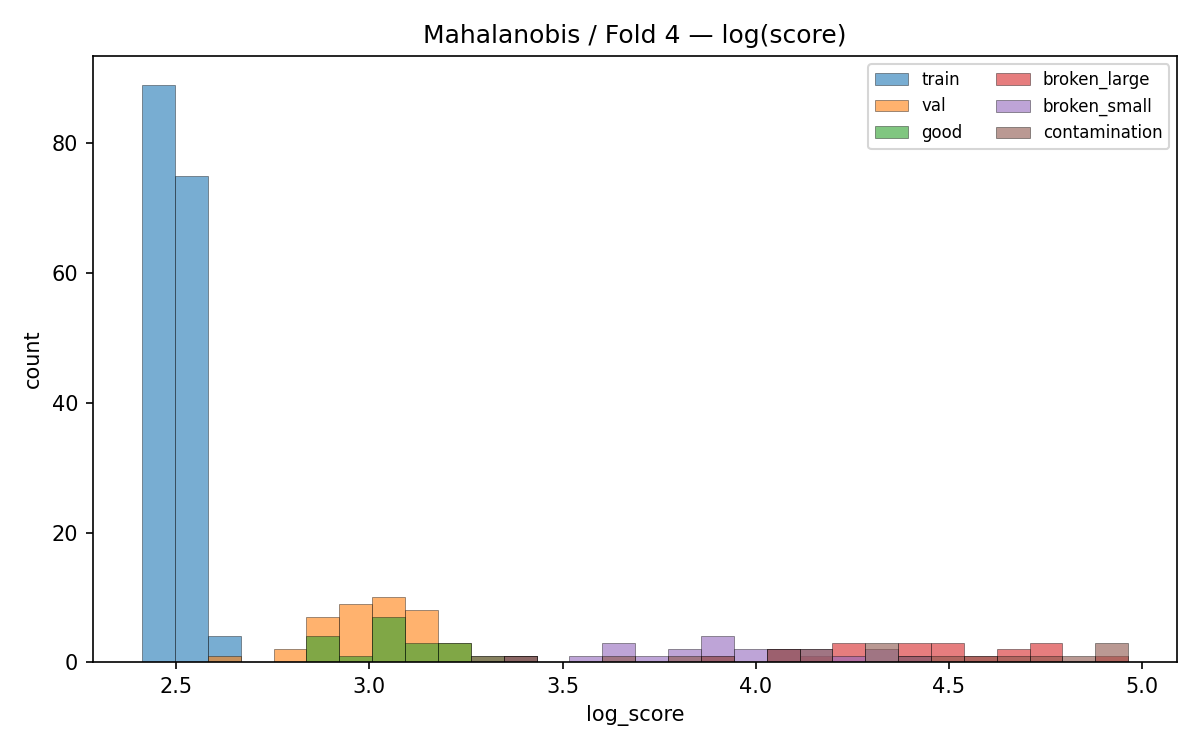 Mahalanobis / Fold 4 — log(score)
train
val
good
broken_large
broken_small
contamination
count
80
60
40
20
0
2.5 3.0 3.5 4.0 4.5 5.0
log_score